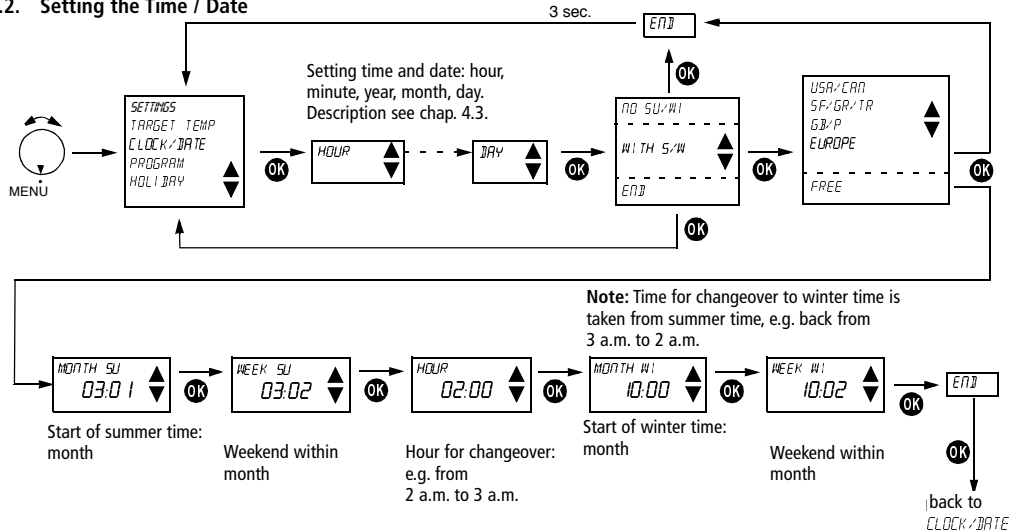 .2. Setting the Time / Date
3 sec.
END
OK
Setting time and date: hour,
minute, year, month, day.
Description see chap. 4.3.
MENU
SETTINGS
TARGET TEMP
CLOCK/DATE
PROGRAM
HOLIDAY
OK
HOUR
DAY
OK
NO SU/WI
WITH S/W
END
OK
OK
USA/CAN
SF/GR/TR
GB/P
EUROPE
FREE
OK
Note: Time for changeover to winter time is
taken from summer time, e.g. back from
3 a.m. to 2 a.m.
MONTH SU
03:01
OK
WEEK SU
03:02
OK
HOUR
02:00
OK
MONTH WI
10:00
OK
WEEK WI
10:02
OK
END
Start of summer time:
month
Weekend within
month
Hour for changeover:
e.g. from
2 a.m. to 3 a.m.
Start of winter time:
month
Weekend within
month
OK
back to
CLOCK/DATE